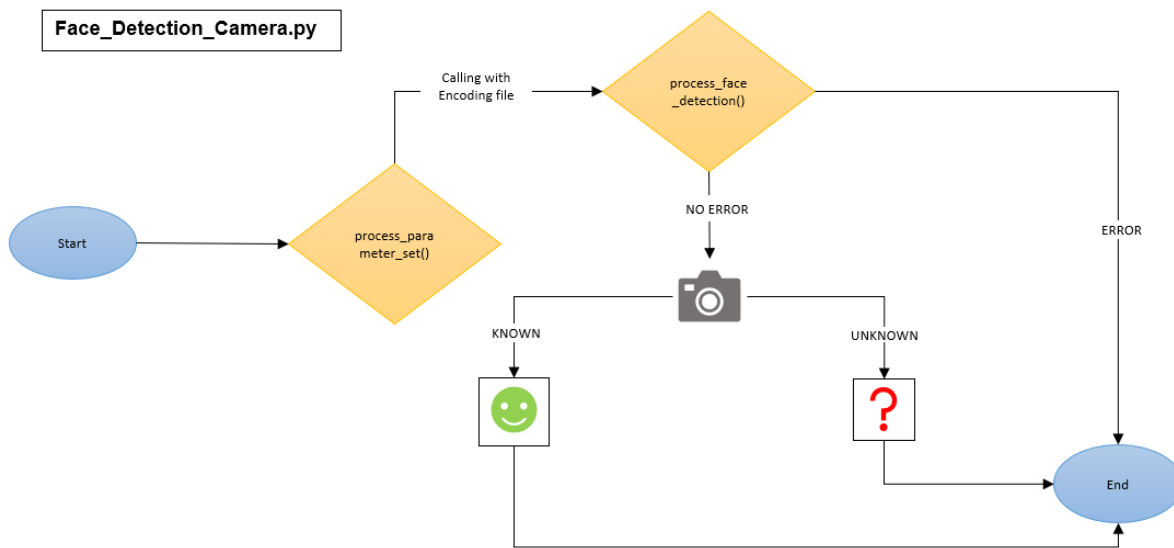 Face_Detection_Camera.py
Calling with
Encoding file
process_face
_detection()
Start
process_para
meter_set()
NO ERROR
ERROR
KNOWN
UNKNOWN
?
End